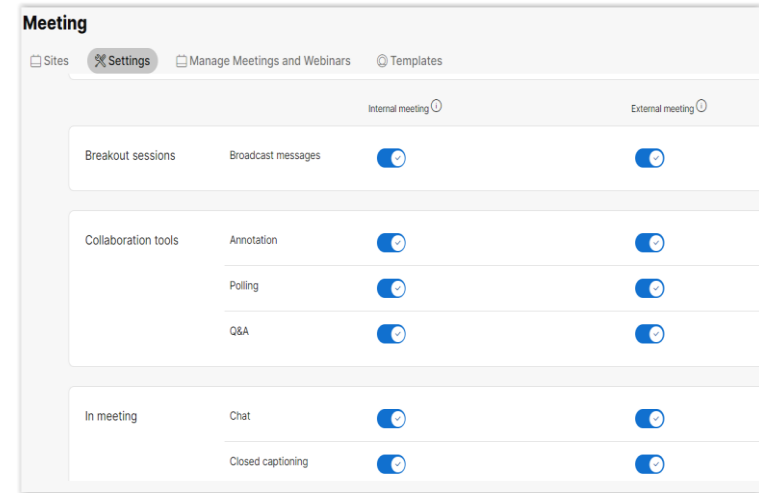 Meeting
Sites Settings Manage Meetings and Webinars Templates
Internal meeting External meeting
Breakout sessions Broadcast messages
Collaboration tools Annotation
Polling
Q&A
In meeting Chat
Closed captioning